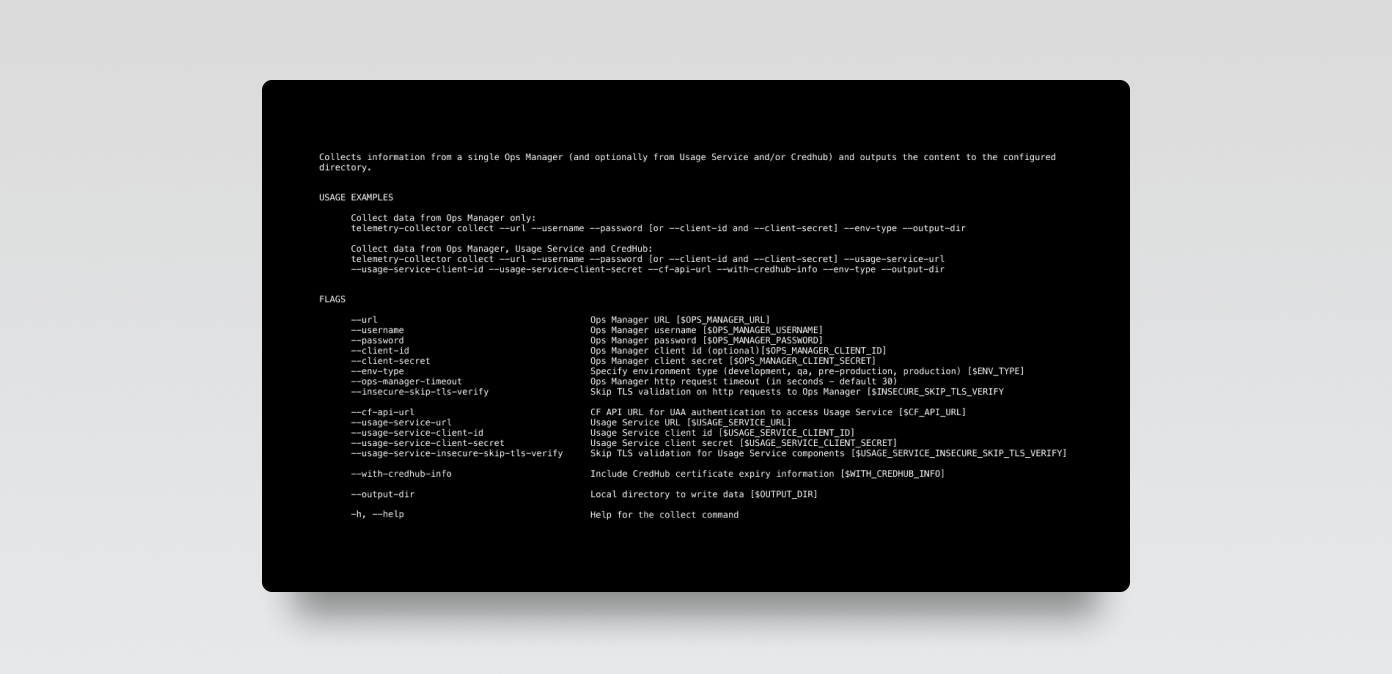 Collects information from a single Ops Manager (and optionally from Usage Service and/or Credhub) and outputs the content to the configured
directory.
USAGE EXAMPLES
Collect data from Ops Manager only:
telemetry-collector collect --url --username --password [or --client-id and --client-secret] --env-type --output-dir
Collect data from Ops Manager, Usage Service and CredHub:
telemetry-collector collect --url --username --password [or --client-id and --client-secret] --usage-service-url
--usage-service-client-id --usage-service-client-secret --cf-api-url --with-credhub-info --env-type --output-dir
FLAGS
--url Ops Manager URL [$OPS_MANAGER_URL]
--username Ops Manager username [$OPS_MANAGER_USERNAME]
--password Ops Manager password [$OPS_MANAGER_PASSWORD]
--client-id Ops Manager client id (optional)[$OPS_MANAGER_CLIENT_ID]
--client-secret Ops Manager client secret [$OPS_MANAGER_CLIENT_SECRET]
--env-type Specify environment type (development, qa, pre-production, production) [$ENV_TYPE]
--ops-manager-timeout Ops Manager http request timeout (in seconds - default 30)
--insecure-skip-tls-verify Skip TLS validation on http requests to Ops Manager [$INSECURE_SKIP_TLS_VERIFY
--cf-api-url CF API URL for UAA authentication to access Usage Service [$CF_API_URL]
--usage-service-url Usage Service URL [$USAGE_SERVICE_URL]
--usage-service-client-id Usage Service client id [$USAGE_SERVICE_CLIENT_ID]
--usage-service-client-secret Usage Service client secret [$USAGE_SERVICE_CLIENT_SECRET]
--usage-service-insecure-skip-tls-verify Skip TLS validation for Usage Service components [$USAGE_SERVICE_INSECURE_SKIP_TLS_VERIFY]
--with-credhub-info Include CredHub certificate expiry information [$WITH_CREDHUB_INFO]
--output-dir Local directory to write data [$OUTPUT_DIR]
-h, --help Help for the collect command